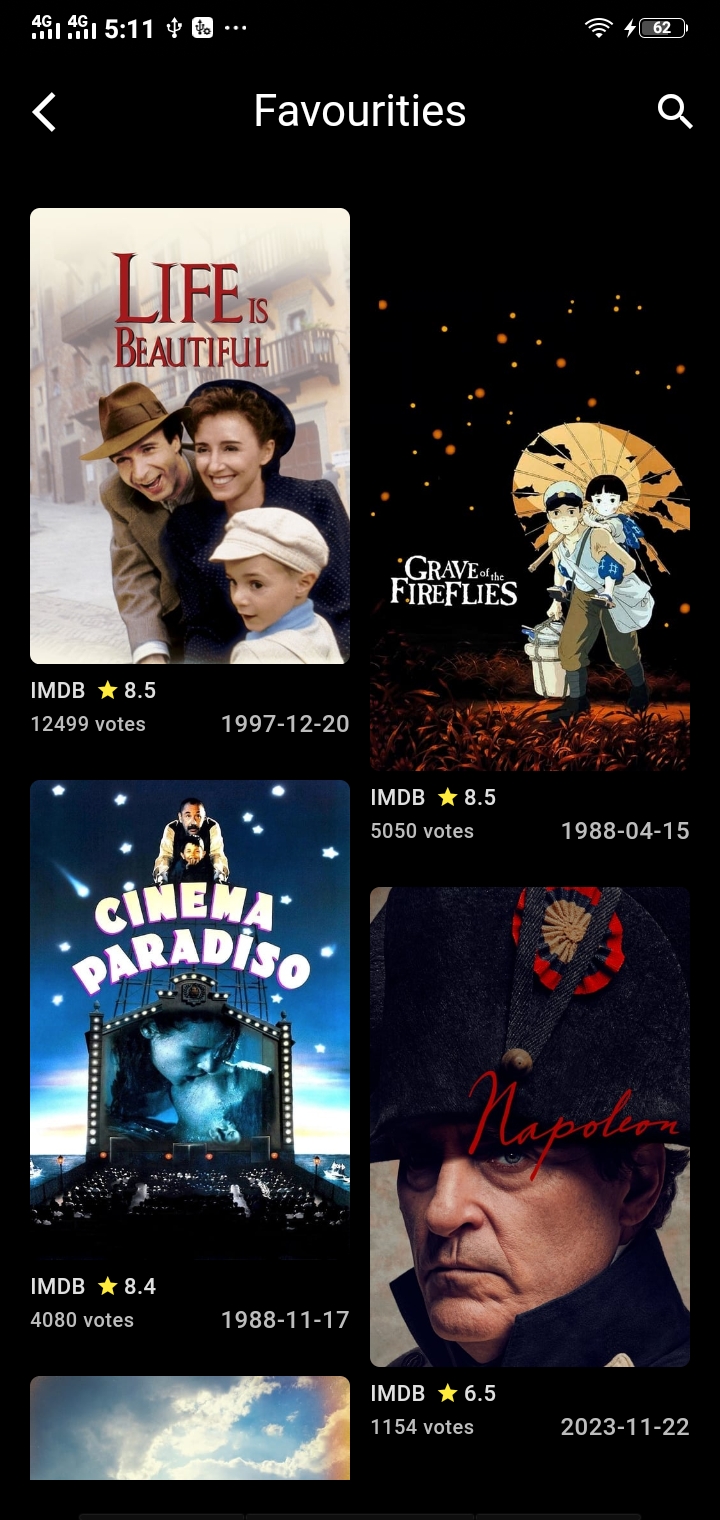 4G 4G 5:11 62
Favourities
LIFE IS
BEAUTIFUL
IMDB 8.5
12499 votes 1997-12-20
GRAVE of the
FIREFLIES
IMDB 8.5
5050 votes 1988-04-15
CINEMA
PARADISO
IMDB 8.4
4080 votes 1988-11-17
Napoleon
IMDB 6.5
1154 votes 2023-11-22